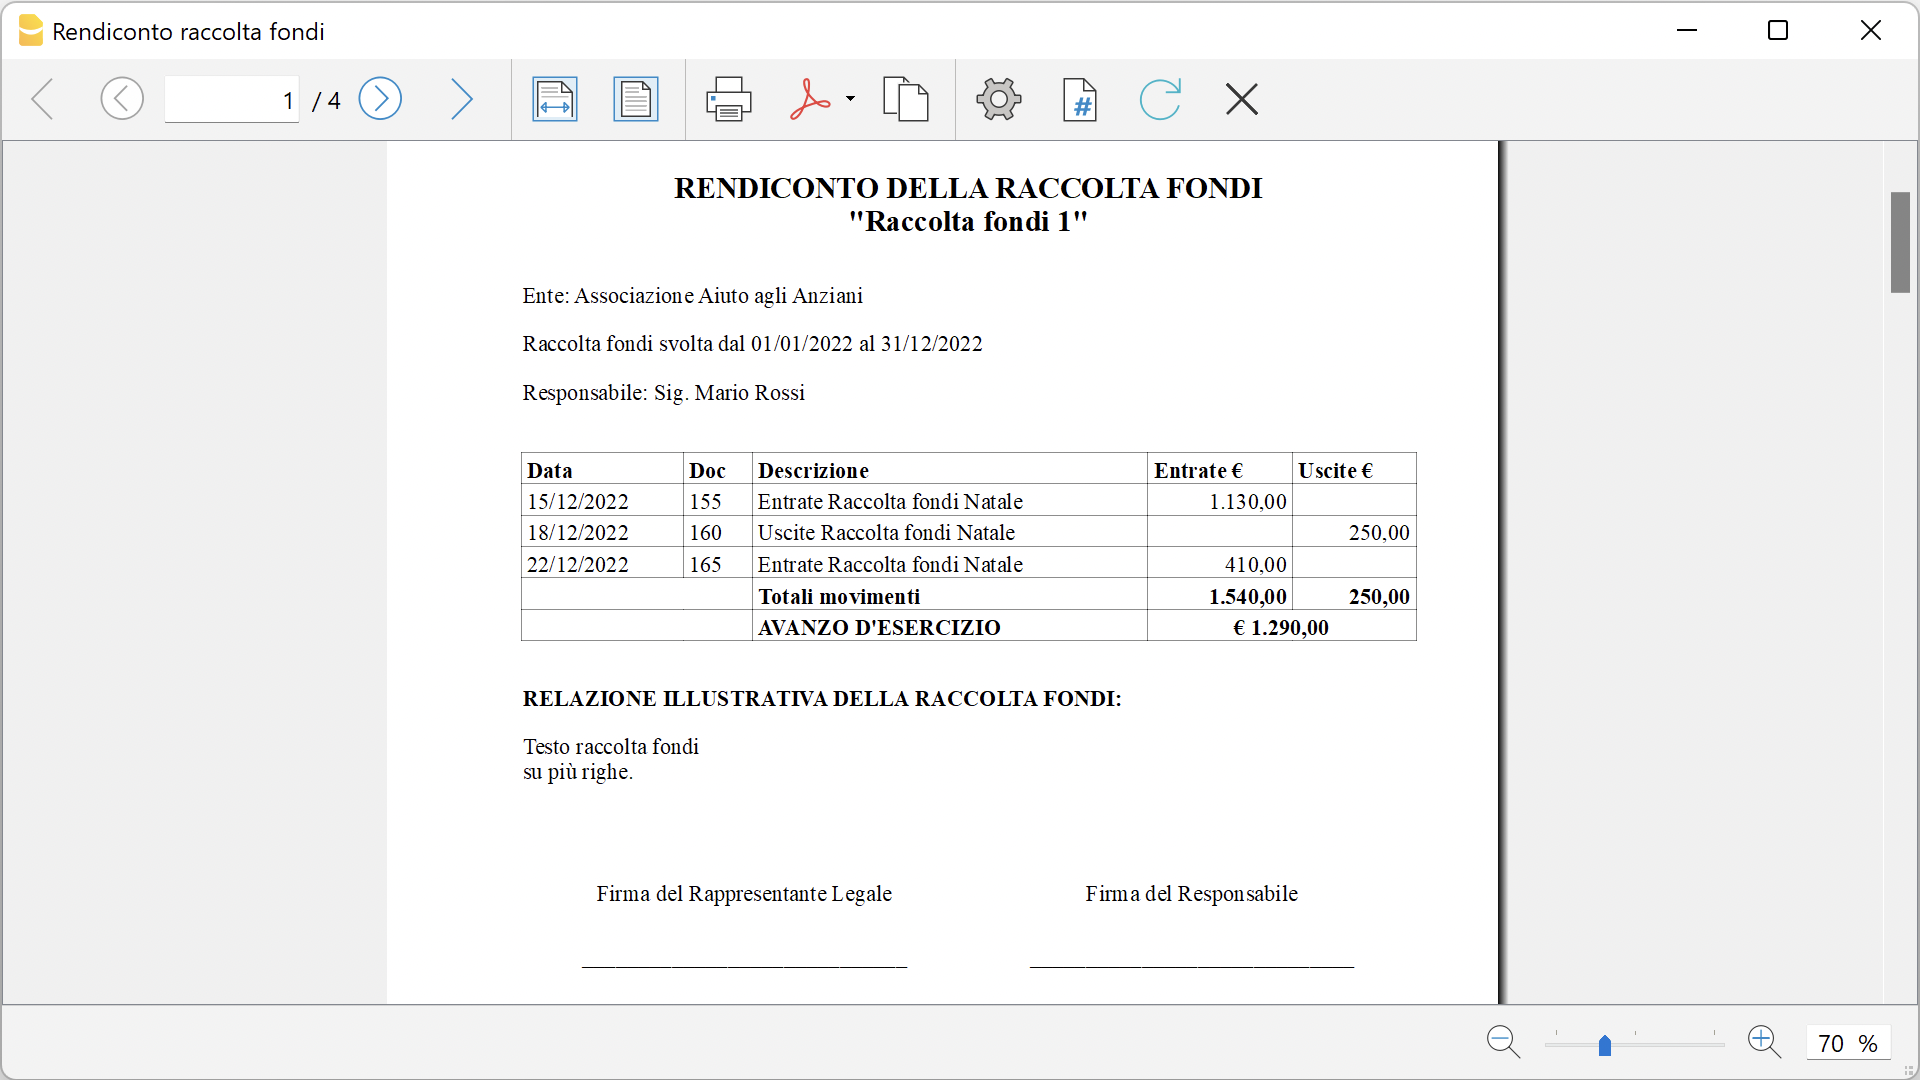 Rendiconto raccolta fondi
1 / 4
#
RENDICONTO DELLA RACCOLTA FONDI
"Raccolta fondi 1"
Ente: Associazione Aiuto agli Anziani
Raccolta fondi svolta dal 01/01/2022 al 31/12/2022
Responsabile: Sig. Mario Rossi
Data Doc Descrizione Entrate € Uscite €
15/12/2022 155 Entrate Raccolta fondi Natale 1.130,00
18/12/2022 160 Uscite Raccolta fondi Natale 250,00
22/12/2022 165 Entrate Raccolta fondi Natale 410,00
Totali movimenti 1.540,00 250,00
AVANZO D'ESERCIZIO € 1.290,00
RELAZIONE ILLUSTRATIVA DELLA RACCOLTA FONDI:
Testo raccolta fondi
su più righe.
Firma del Rappresentante Legale Firma del Responsabile
70 %